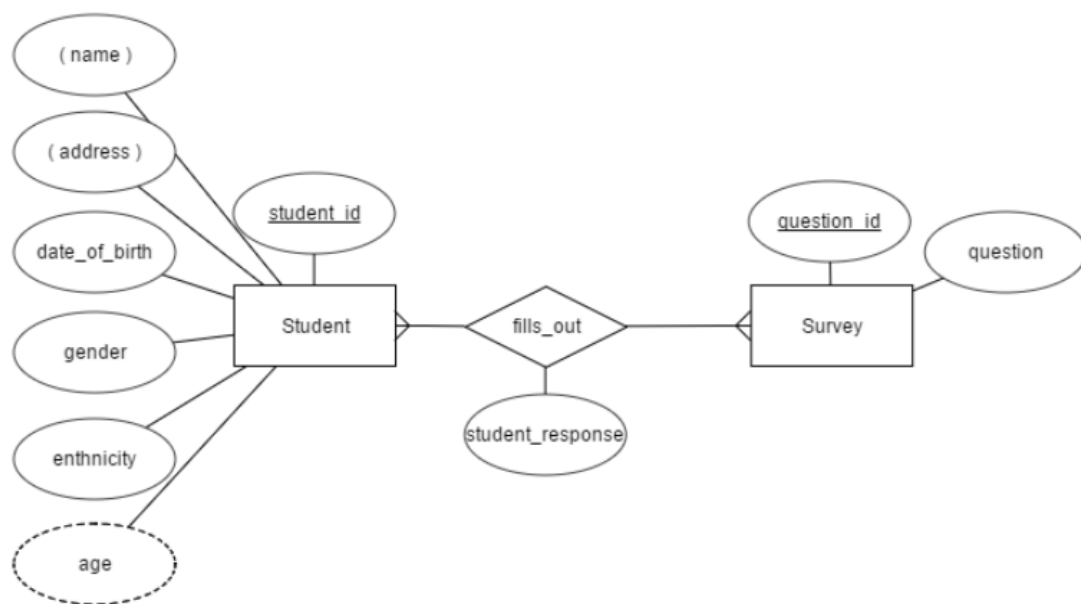 ( name )
( address )
student_id
question_id
date_of_birth
question
Student
fills_out
Survey
gender
student_response
enthnicity
age